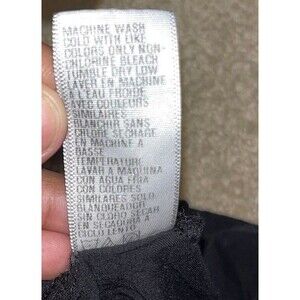 MACHINE WASH
COLD WITH LIKE
COLORS ONLY NON-
CHLORINE BLEACH
TUMBLE DRY LOW
LAVER EN MACHINE
A L'EAU FROIDE
AVEC COULEURS
SIMILAIRES
BLANCHIR SANS
CHLORE SECHAGE
EN MACHINE A
BASSE
TEMPERATURE
LAVAR A MAQUINA
CON AGUA FRIA
CON COLORES
SIMILARES SOLO
BLANQUEADOR
SIN CLORO SECAR
EN SECADORA A
CICLO LENTO